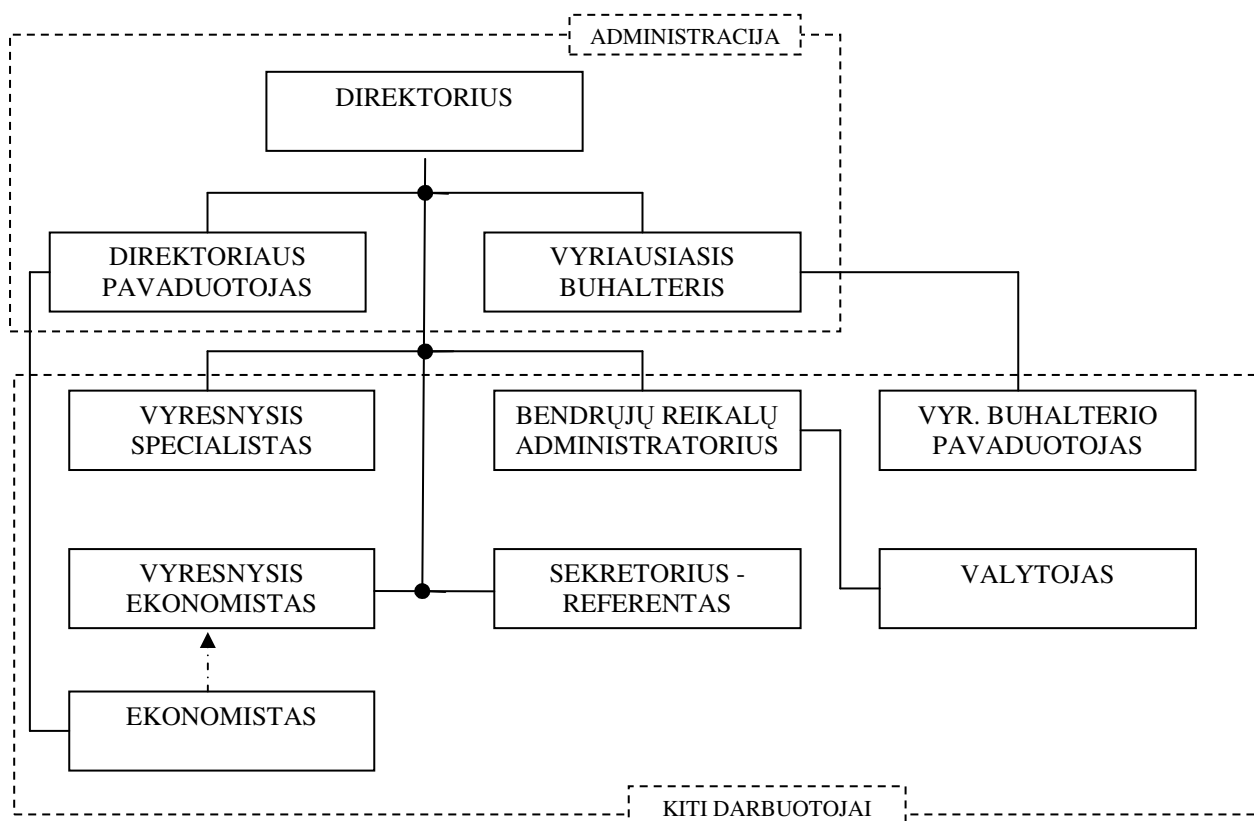 ADMINISTRACIJA
DIREKTORIUS
DIREKTORIAUS
PAVADUOTOJAS
VYRIAUSIASIS
BUHALTERIS
VYRESNYSIS
SPECIALISTAS
BENDRŲJŲ REIKALŲ
ADMINISTRATORIUS
VYR. BUHALTERIO
PAVADUOTOJAS
VYRESNYSIS
EKONOMISTAS
SEKRETORIUS -
REFERENTAS
VALYTOJAS
EKONOMISTAS
KITI DARBUOTOJAI